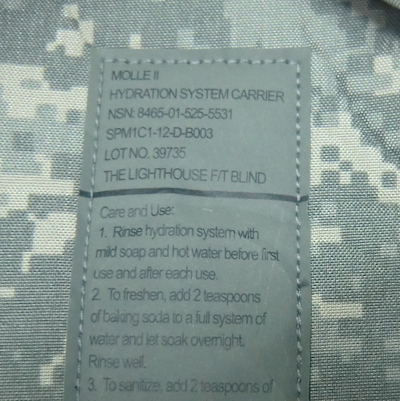 MOLLE II
HYDRATION SYSTEM CARRIER
NSN: 8465-01-525-5531
SPM1C1-12-D-B003
LOT NO. 39735
THE LIGHTHOUSE F/T BLIND
Care and Use:
1. Rinse hydration system with
mild soap and hot water before first
use and after each use.
2. To freshen, add 2 teaspoons
of baking soda to a full system of
water and let soak overnight.
Rinse well.
3. To sanitize, add 2 teaspoons of